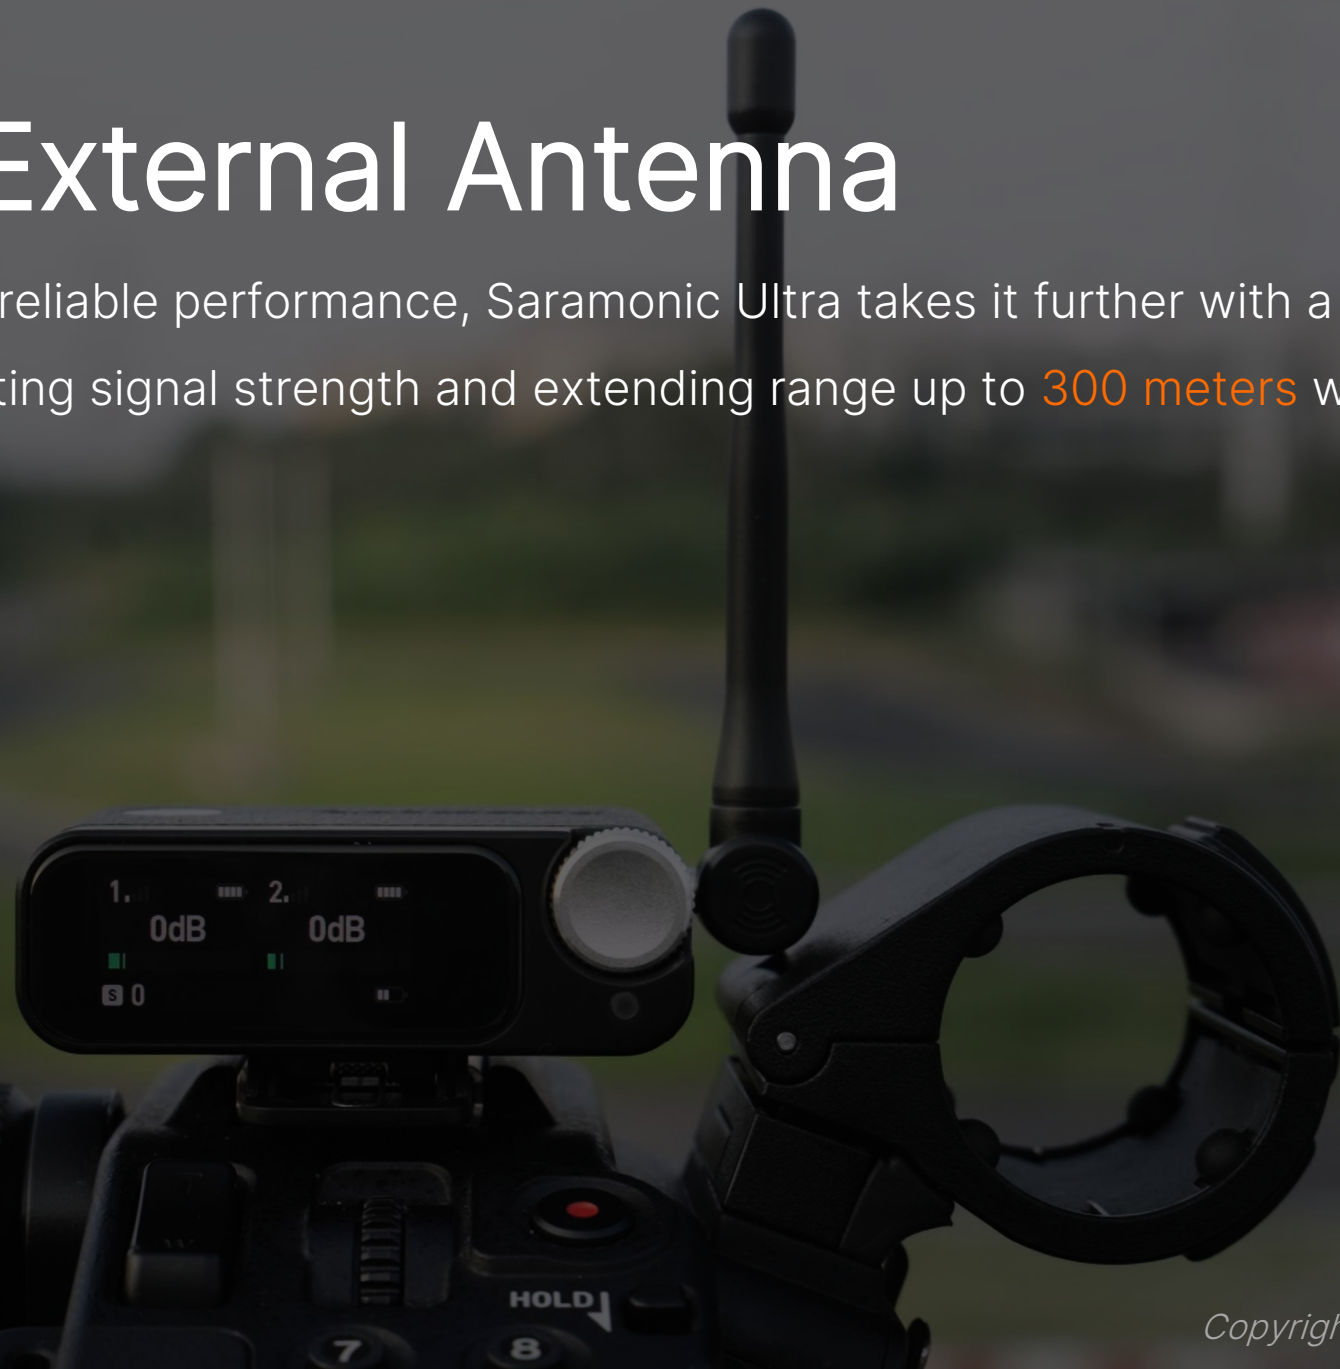 External Antenna
reliable performance, Saramonic Ultra takes it further with a
ting signal strength and extending range up to 300 meters w
1. 2.
0dB 0dB
S 0
HOLD
7 8
Copyrigh